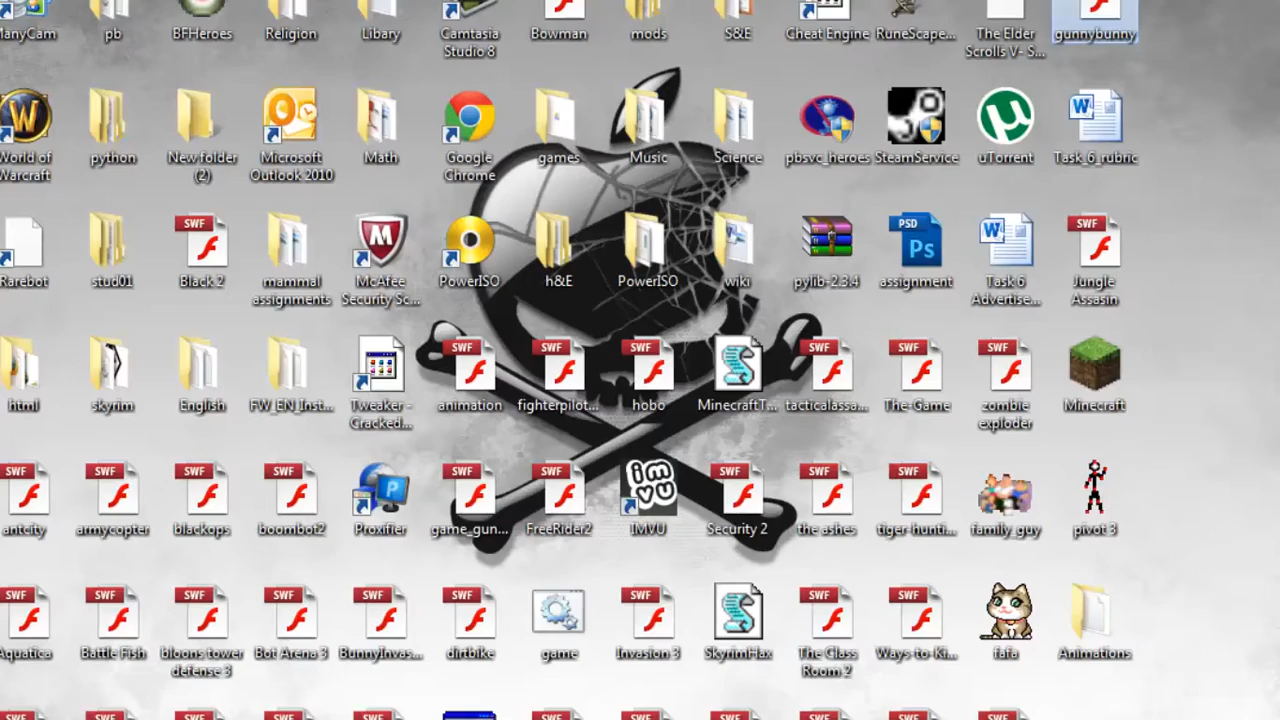 ManyCam
pb
BFHeroes
Religion
Libary
Camtasia
Studio 8
Bowman
mods
S&E
Cheat Engine
RuneScape...
The Elder
Scrolls V- S...
gunnybunny
World of
Warcraft
python
New folder
(2)
Microsoft
Outlook 2010
Math
Google
Chrome
games
Music
Science
pbsvc_heroes
SteamService
uTorrent
Task_6_rubric
Rarebot
stud01
SWF
Black 2
mammal
assignments
McAfee
Security Sc...
PowerISO
h&E
PowerISO
wiki
pylib-2.3.4
PSD
Ps
assignment
Task 6
Advertise...
SWF
Jungle
Assasin
html
skyrim
English
FW_EN_Inst...
Tweaker -
Cracked...
SWF
animation
SWF
fighterpilot...
SWF
hobo
MinecraftT...
SWF
tacticalassa...
SWF
The-Game
SWF
zombie
exploder
Minecraft
SWF
antcity
SWF
armycopter
SWF
blackops
SWF
boombot2
Proxifier
SWF
game_gun...
SWF
FreeRider2
imvu
IMVU
SWF
Security 2
SWF
the ashes
SWF
tiger-hunti...
family_guy
pivot 3
SWF
Aquatica
SWF
Battle Fish
SWF
bloons tower
defense 3
SWF
Bot Arena 3
SWF
BunnyInvas...
SWF
dirtbike
game
SWF
Invasion 3
SkyrimHax
SWF
The Class
Room 2
SWF
Ways-to-Ki...
fafa
Animations